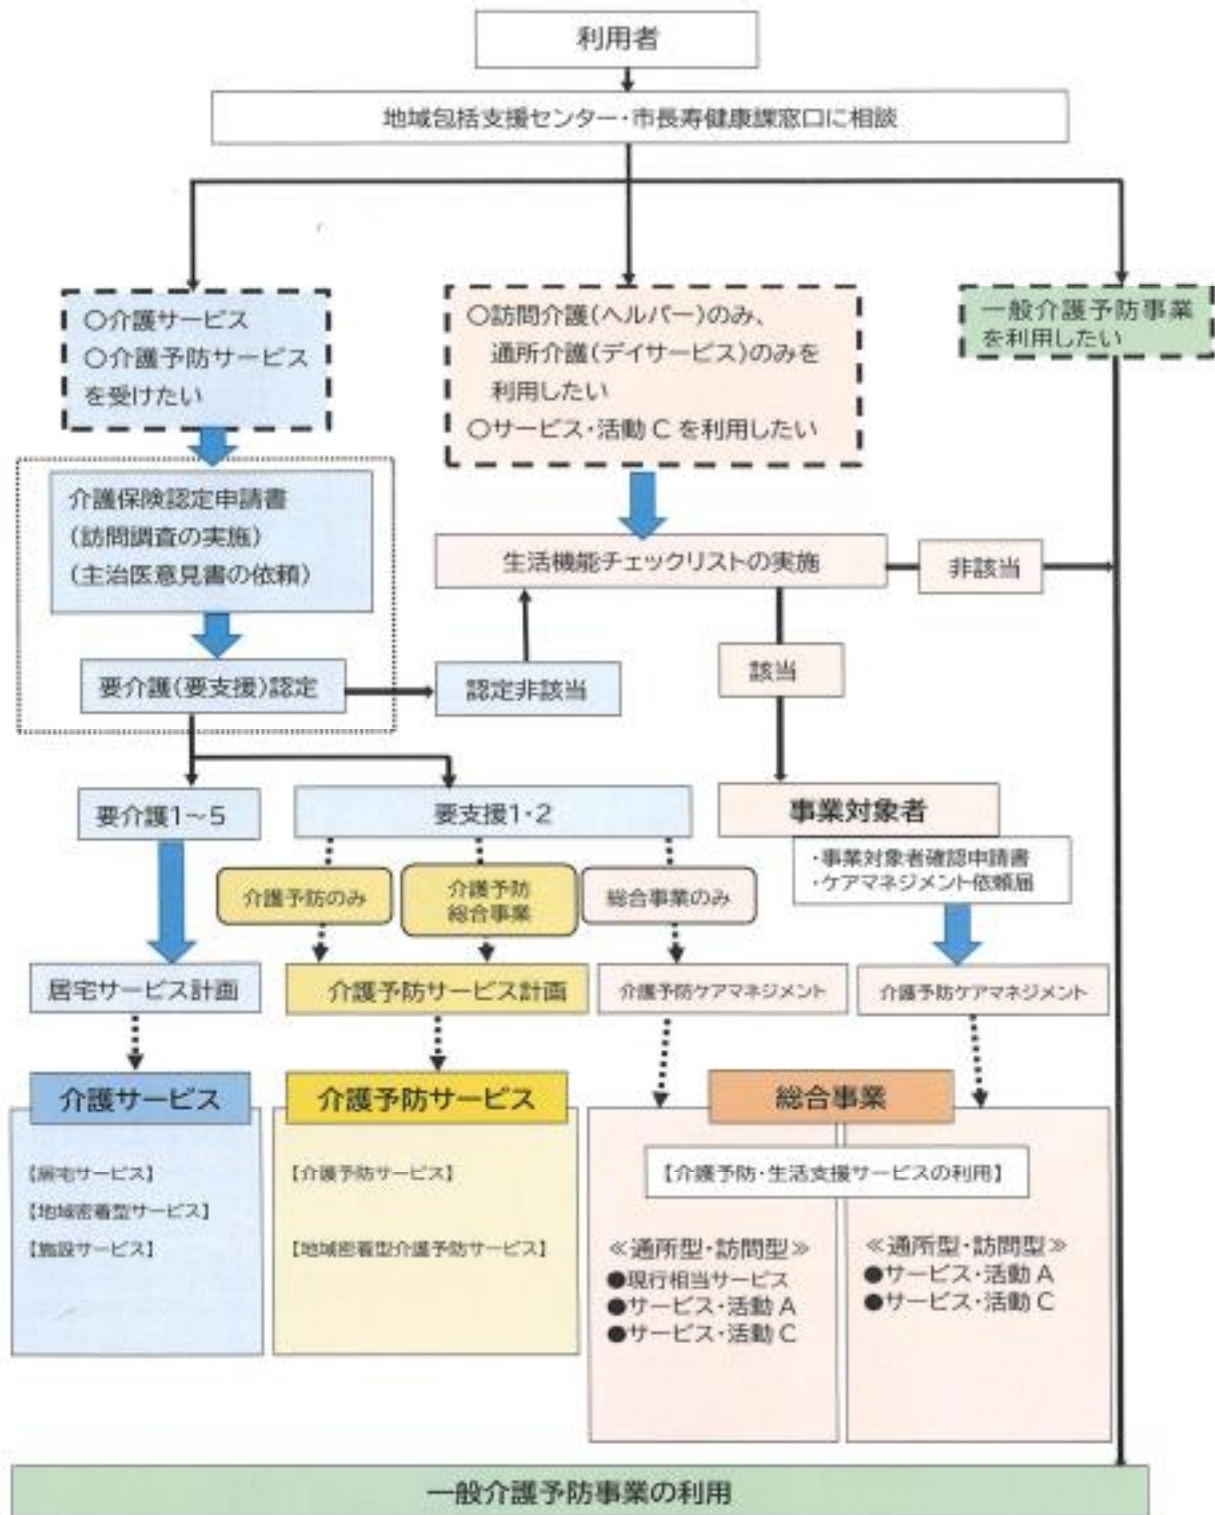 利用者
地域包括支援センター・市長寿健康課窓口に相談
○介護サービス
○介護予防サービス
を受けたい
○訪問介護(ヘルパー)のみ、
通所介護(デイサービス)のみを
利用したい
○サービス・活動 C を利用したい
一般介護予防事業
を利用したい
介護保険認定申請書
(訪問調査の実施)
(主治医意見書の依頼)
生活機能チェックリストの実施
非該当
要介護(要支援)認定
認定非該当
該当
要介護1~5
要支援1・2
事業対象者
・事業対象者確認申請書
・ケアマネジメント依頼届
介護予防のみ
介護予防
総合事業
総合事業のみ
居宅サービス計画
介護予防サービス計画
介護予防ケアマネジメント
介護予防ケアマネジメント
介護サービス
【居宅サービス】
【地域密着型サービス】
【施設サービス】
介護予防サービス
【介護予防サービス】
【地域密着型介護予防サービス】
総合事業
【介護予防・生活支援サービスの利用】
≪通所型・訪問型≫
●現行相当サービス
●サービス・活動 A
●サービス・活動 C
≪通所型・訪問型≫
●サービス・活動 A
●サービス・活動 C
一般介護予防事業の利用